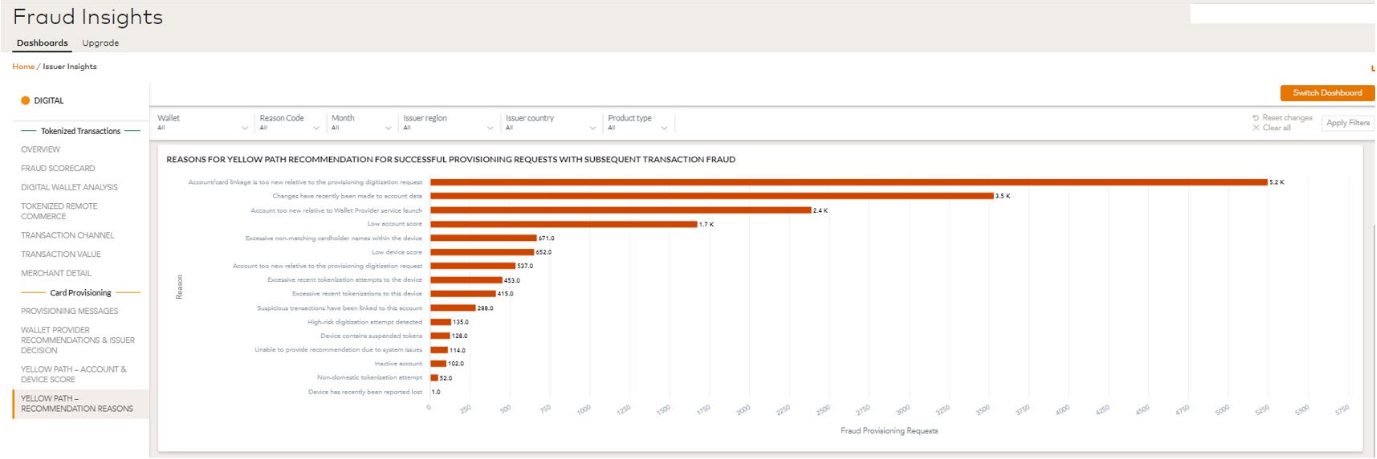 Fraud Insights
Dashboards Upgrade
Home / Issuer Insights
L
DIGITAL
Switch Dashboard
Wallet
All
Reason Code
All
Month
All
Issuer region
All
Issuer country
All
Product type
All
Reset changes
Clear all
Apply Filters
Tokenized Transactions
OVERVIEW
FRAUD SCORECARD
DIGITAL WALLET ANALYSIS
TOKENIZED REMOTE
COMMERCE
TRANSACTION CHANNEL
TRANSACTION VALUE
MERCHANT DETAIL
Card Provisioning
PROVISIONING MESSAGES
WALLET PROVIDER
RECOMMENDATIONS & ISSUER
DECISION
YELLOW PATH – ACCOUNT &
DEVICE SCORE
YELLOW PATH –
RECOMMENDATION REASONS
REASONS FOR YELLOW PATH RECOMMENDATION FOR SUCCESSFUL PROVISIONING REQUESTS WITH SUBSEQUENT TRANSACTION FRAUD
Reason
Account/card linkage is too new relative to the provisioning digitization request 5.2 K
Changes have recently been made to account data 3.5 K
Account too new relative to Wallet Provider service launch 2.4 K
Low account score 1.7 K
Excessive non-matching cardholder names within the device 671.0
Low device score 652.0
Account too new relative to the provisioning digitization request 537.0
Excessive recent tokenization attempts to the device 453.0
Excessive recent tokenizations to this device 415.0
Suspicious transactions have been linked to this account 288.0
High-risk digitization attempt detected 135.0
Device contains suspended tokens 128.0
Unable to provide recommendation due to system issues 114.0
Inactive account 102.0
Non-domestic tokenization attempt 52.0
Device has recently been reported lost 1.0
0 250 500 750 1000 1250 1500 1750 2000 2250 2500 2750 3000 3250 3500 3750 4000 4250 4500 4750 5000 5250 5500 5750
Fraud Provisioning Requests